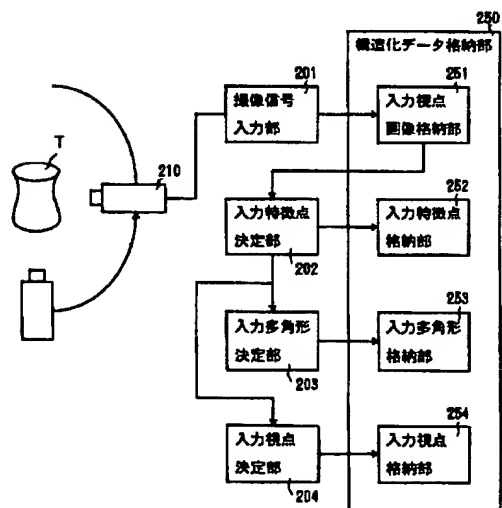 250
構造化データ格納部
201
撮像信号
入力部
251
入力視点
画像格納部
T
210
入力特徴点
決定部
202
252
入力特徴点
格納部
入力多角形
決定部
203
253
入力多角形
格納部
入力視点
決定部
204
254
入力視点
格納部